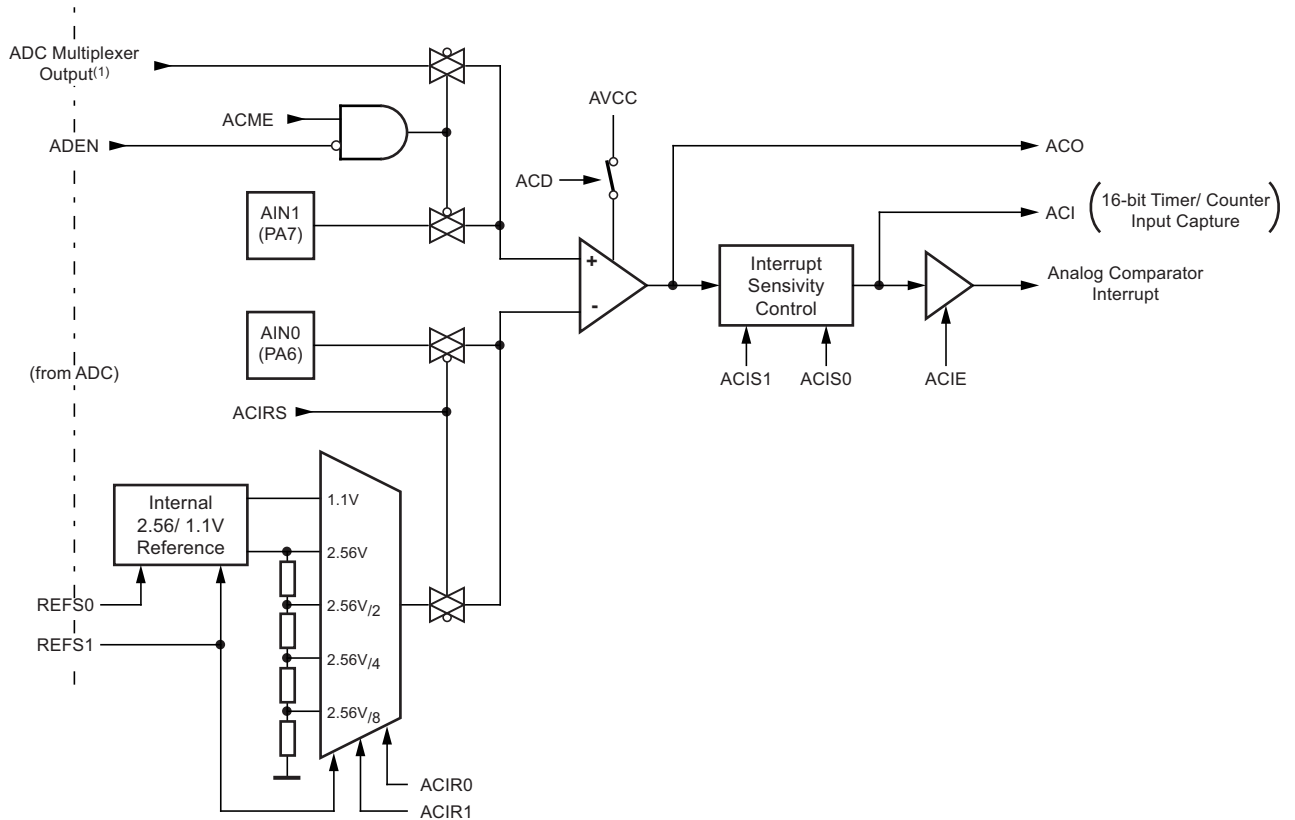 ADC Multiplexer
Output(1)
ACME
ADEN
AIN1
(PA7)
AVCC
ACD
+
-
ACO
ACI
(16-bit Timer/ Counter
Input Capture)
Interrupt
Sensivity
Control
Analog Comparator
Interrupt
ACIS1
ACIS0
ACIE
AIN0
(PA6)
(from ADC)
ACIRS
Internal
2.56/ 1.1V
Reference
1.1V
2.56V
2.56V/2
2.56V/4
2.56V/8
REFS0
REFS1
ACIR0
ACIR1